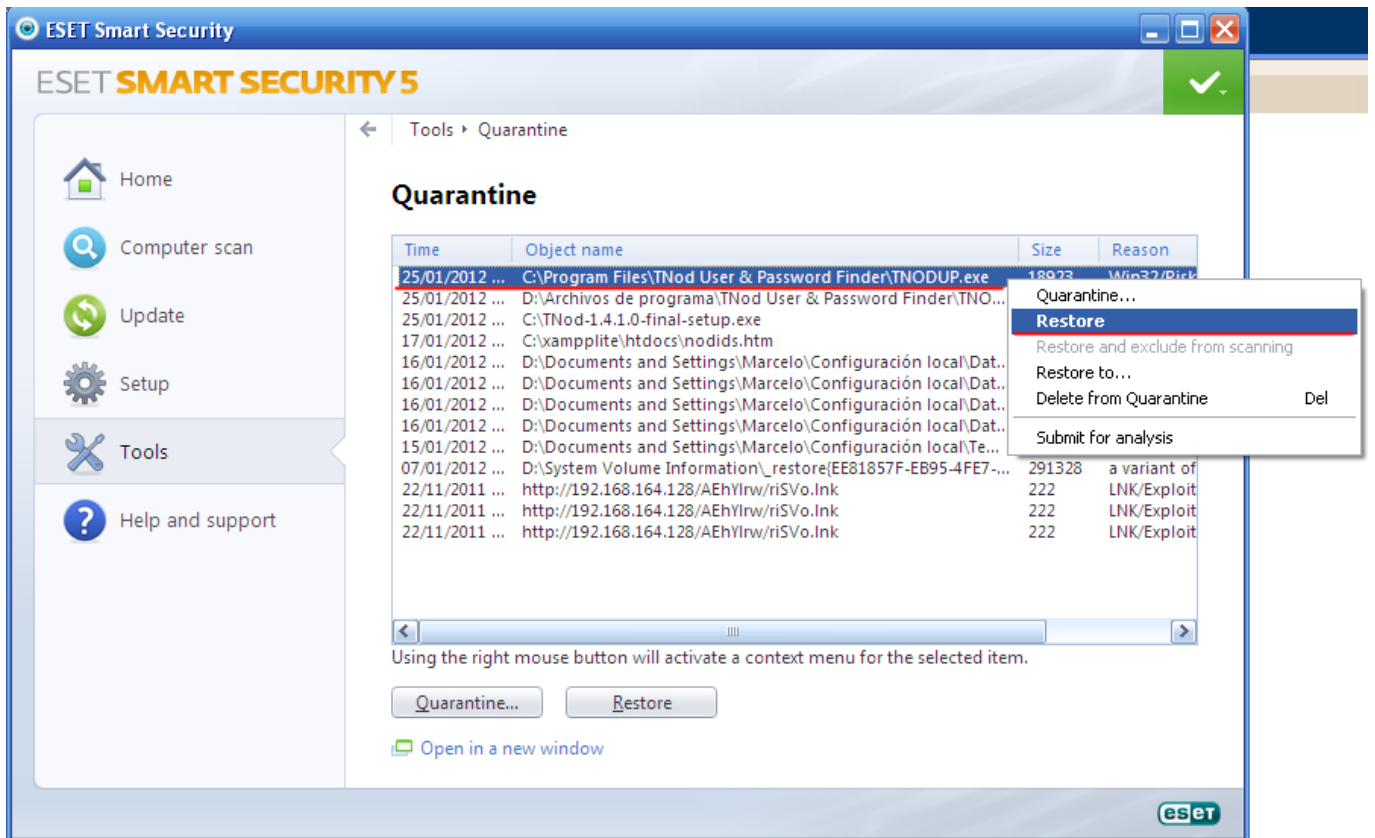 ESET Smart Security
ESET SMART SECURITY 5
Tools ▸ Quarantine
Home
Computer scan
Update
Setup
Tools
Help and support
Quarantine
Time Object name Size Reason
25/01/2012 ... C:\Program Files\TNod User & Password Finder\TNODUP.exe 18923 Win32/Risk
25/01/2012 ... D:\Archivos de programa\TNod User & Password Finder\TNO...
25/01/2012 ... C:\TNod-1.4.1.0-final-setup.exe
17/01/2012 ... C:\xampplite\htdocs\nodids.htm
16/01/2012 ... D:\Documents and Settings\Marcelo\Configuración local\Dat...
16/01/2012 ... D:\Documents and Settings\Marcelo\Configuración local\Dat...
16/01/2012 ... D:\Documents and Settings\Marcelo\Configuración local\Dat...
16/01/2012 ... D:\Documents and Settings\Marcelo\Configuración local\Dat...
15/01/2012 ... D:\Documents and Settings\Marcelo\Configuración local\Te...
07/01/2012 ... D:\System Volume Information\_restore{EE81857F-EB95-4FE7-... 291328 a variant of
22/11/2011 ... http://192.168.164.128/AEhYIrw/riSVo.lnk 222 LNK/Exploit
22/11/2011 ... http://192.168.164.128/AEhYIrw/riSVo.lnk 222 LNK/Exploit
22/11/2011 ... http://192.168.164.128/AEhYIrw/riSVo.lnk 222 LNK/Exploit
Quarantine...
Restore
Restore and exclude from scanning
Restore to...
Delete from Quarantine Del
Submit for analysis
Using the right mouse button will activate a context menu for the selected item.
Quarantine... Restore
Open in a new window
eset